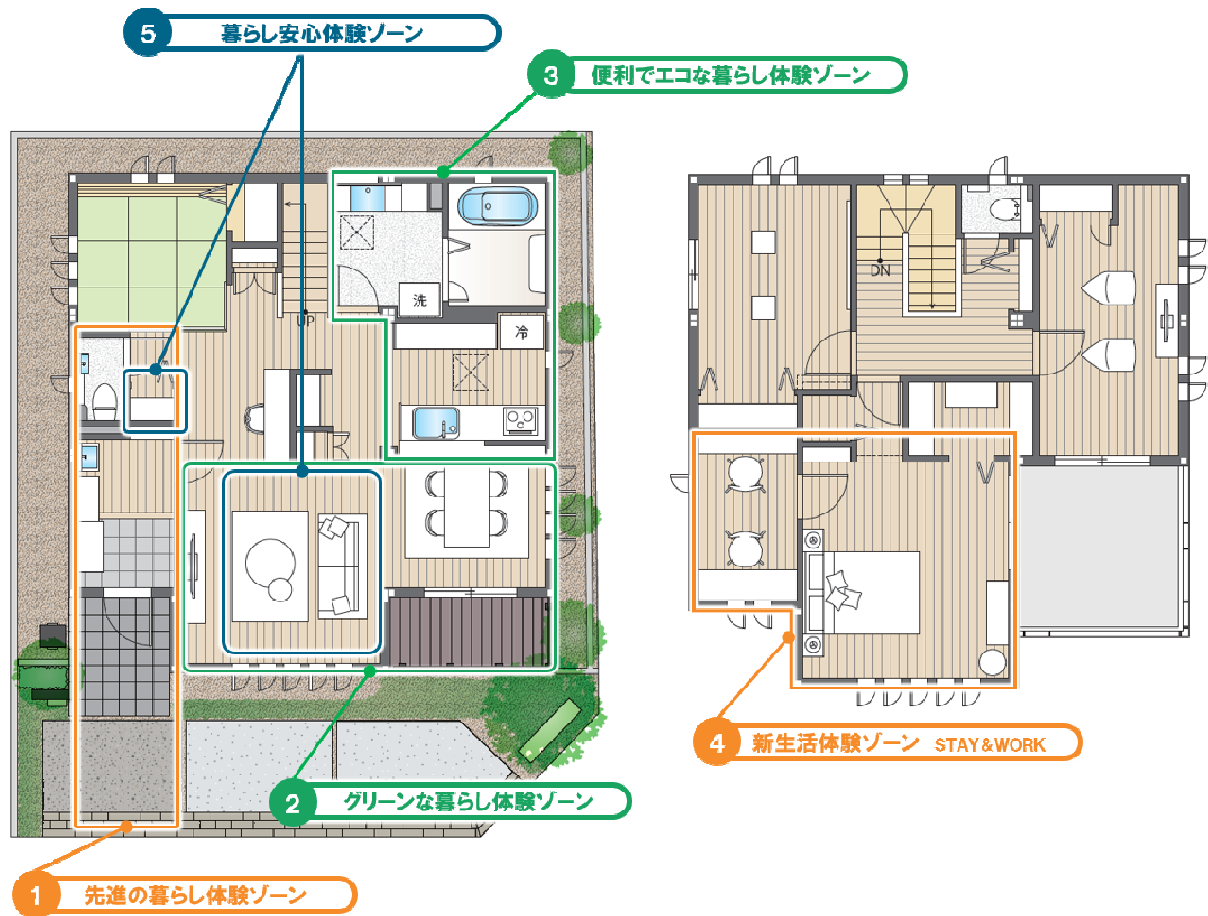 5 暮らし安心体験ゾーン
3 便利でエコな暮らし体験ゾーン
洗
冷
UP
DN
4 新生活体験ゾーン STAY&WORK
2 グリーンな暮らし体験ゾーン
1 先進の暮らし体験ゾーン